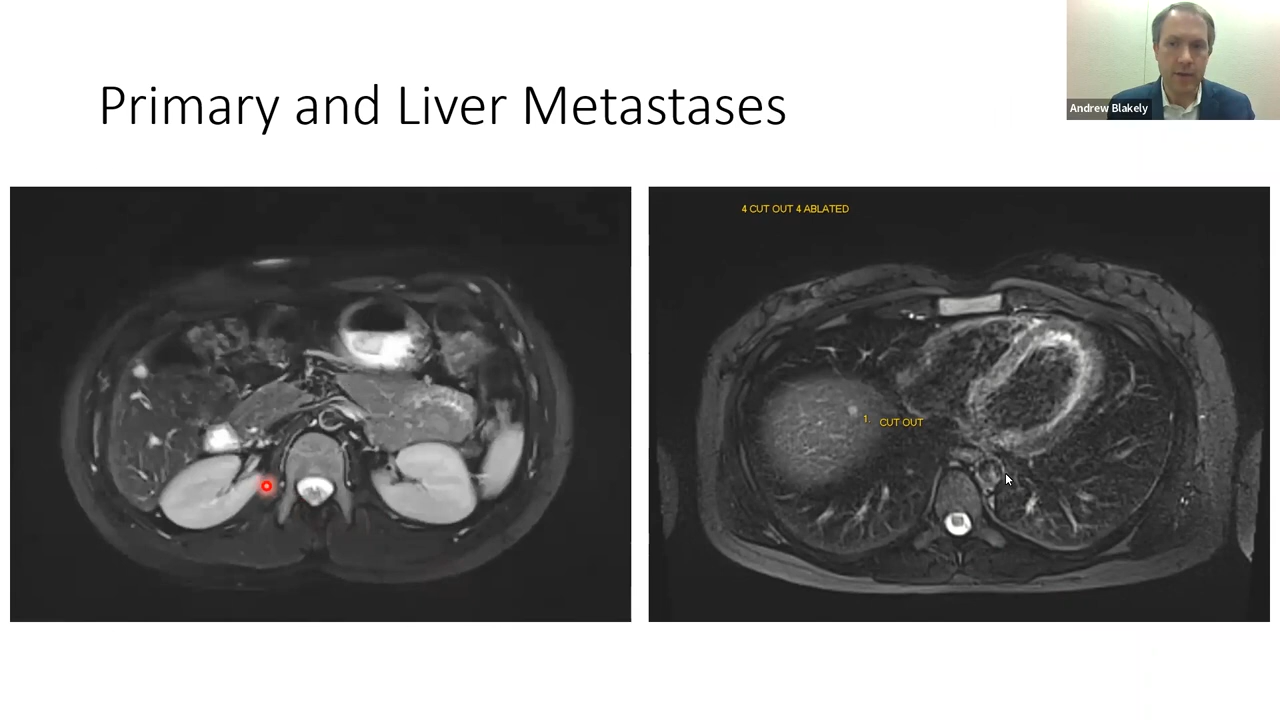 Primary and Liver Metastases
Andrew Blakely
4 CUT OUT 4 ABLATED
1. CUT OUT